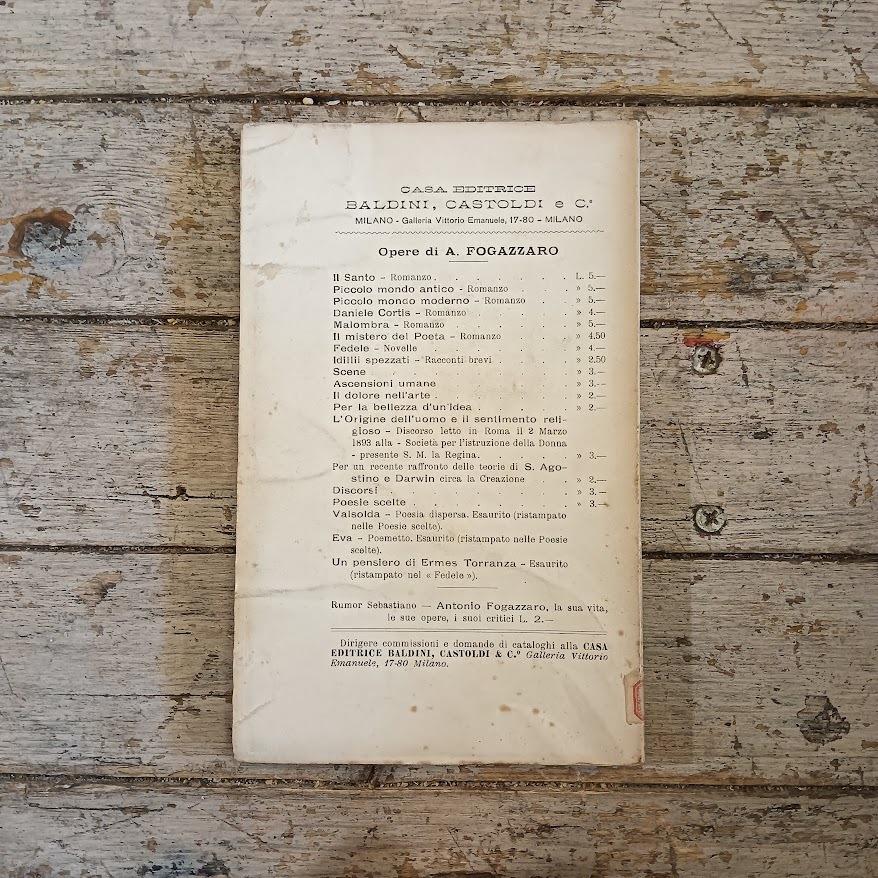 CASA EDITRICE
BALDINI, CASTOLDI e C.º
MILANO - Galleria Vittorio Emanuele, 17-80 - MILANO
Opere di A. FOGAZZARO
Il Santo - Romanzo . . . . . . . L. 5.—
Piccolo mondo antico - Romanzo . . . » 5.—
Piccolo mondo moderno - Romanzo . . » 5.—
Daniele Cortis - Romanzo . . . . . » 4.—
Malombra - Romanzo . . . . . . » 5.—
Il mistero del Poeta - Romanzo . . . » 4.50
Fedele - Novelle . . . . . . . » 4.—
Idillii spezzati - Racconti brevi . . . . » 2.50
Scene . . . . . . . . . » 3.—
Ascensioni umane . . . . . . » 3.—
Il dolore nell'arte . . . . . . . » 2.—
Per la bellezza d'un'idea . . . . . » 2.—
L'Origine dell'uomo e il sentimento reli-
gioso - Discorso letto in Roma il 2 Marzo
1893 alla - Società per l'istruzione della Donna
- presente S. M. la Regina. . . . . » 3.—
Per un recente raffronto delle teorie di S. Ago-
stino e Darwin circa la Creazione . . » 2.—
Discorsi . . . . . . . . . » 3.—
Poesie scelte . . . . . . . . » 3.—
Valsolda - Poesia dispersa. Esaurito (ristampato
nelle Poesie scelte).
Eva - Poemetto. Esaurito (ristampato nelle Poesie
scelte).
Un pensiero di Ermes Torranza - Esaurito
(ristampato nel « Fedele »).
Rumor Sebastiano — Antonio Fogazzaro, la sua vita,
le sue opere, i suoi critici L. 2.—
Dirigere commissioni e domande di cataloghi alla CASA
EDITRICE BALDINI, CASTOLDI & C.º Galleria Vittorio
Emanuele, 17-80 Milano.